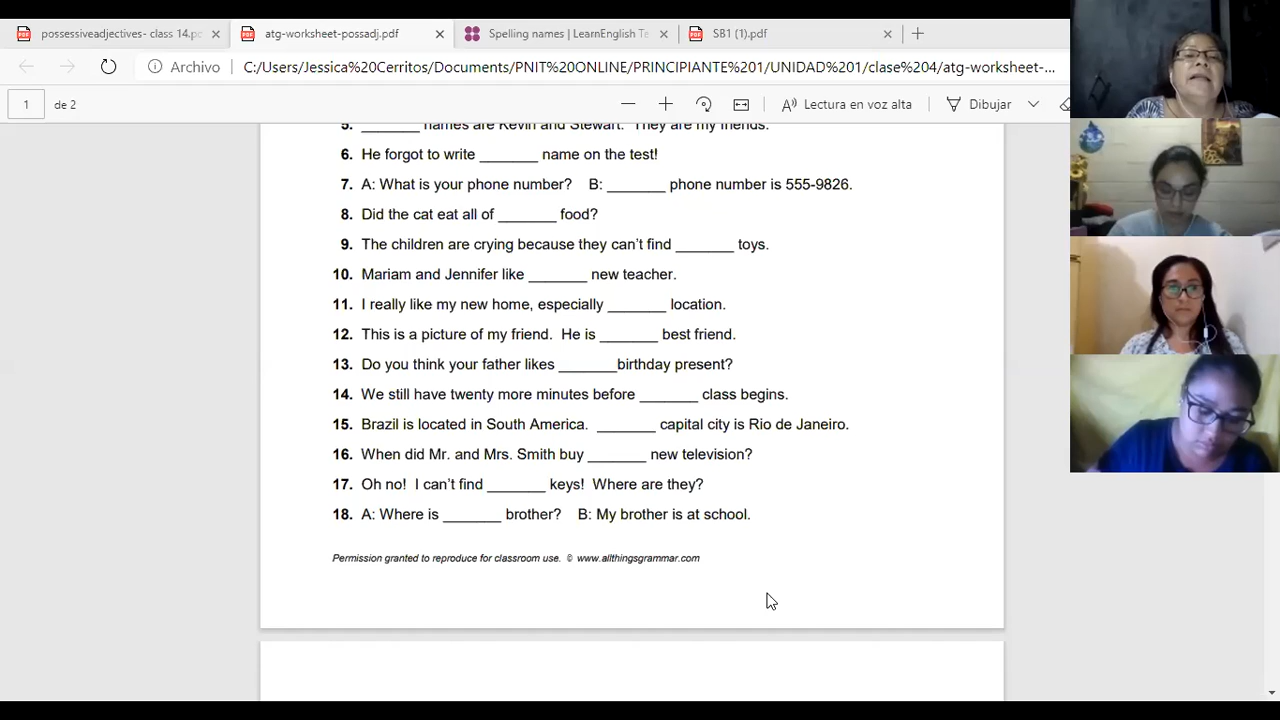 possessiveadjectives- class 14.pc
atg-worksheet-possadj.pdf
Spelling names | LearnEnglish Te
SB1 (1).pdf
Archivo
C:/Users/Jessica%20Cerritos/Documents/PNIT%20ONLINE/PRINCIPIANTE%201/UNIDAD%201/clase%204/atg-worksheet-...
1 de 2
Lectura en voz alta
Dibujar
5. _______ names are Kevin and Stewart. They are my friends.
6. He forgot to write _______ name on the test!
7. A: What is your phone number? B: _______ phone number is 555-9826.
8. Did the cat eat all of _______ food?
9. The children are crying because they can't find _______ toys.
10. Mariam and Jennifer like _______ new teacher.
11. I really like my new home, especially _______ location.
12. This is a picture of my friend. He is _______ best friend.
13. Do you think your father likes _______birthday present?
14. We still have twenty more minutes before _______ class begins.
15. Brazil is located in South America. _______ capital city is Rio de Janeiro.
16. When did Mr. and Mrs. Smith buy _______ new television?
17. Oh no! I can't find _______ keys! Where are they?
18. A: Where is _______ brother? B: My brother is at school.
Permission granted to reproduce for classroom use. © www.allthingsgrammar.com